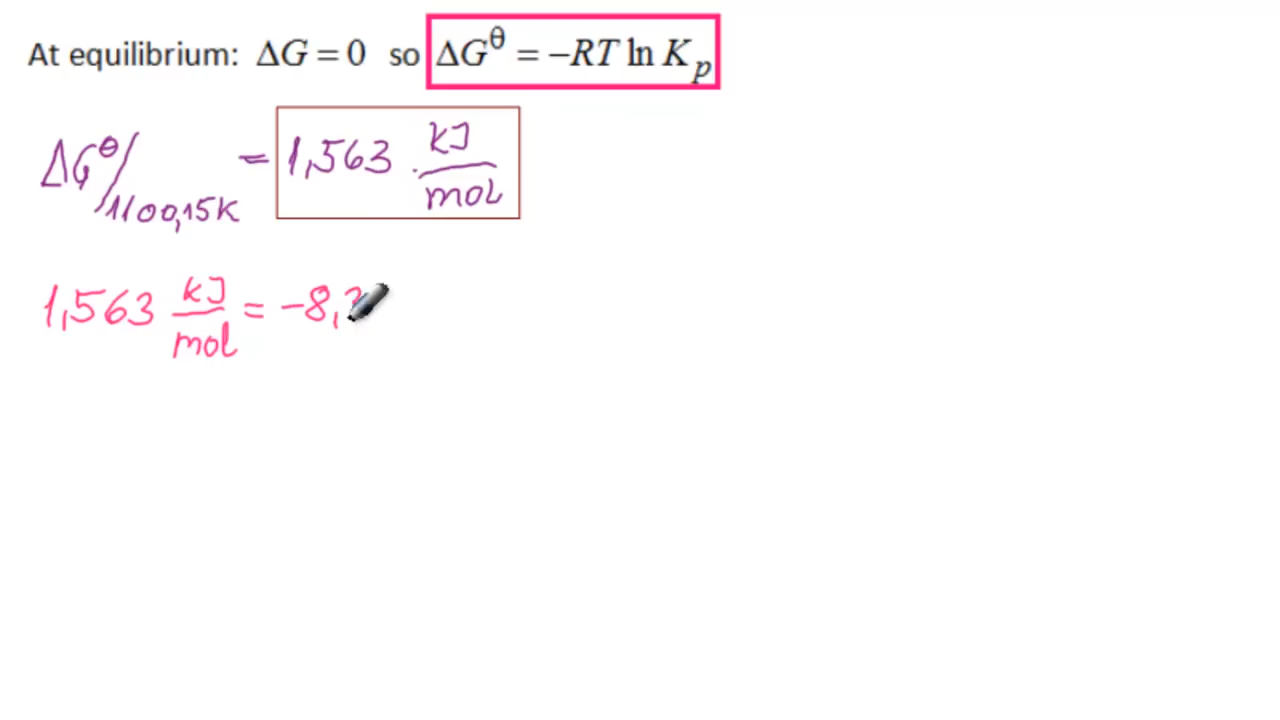 At equilibrium: ΔG = 0 so ΔG^θ = −RT ln K_p
ΔG^θ/1100,15K = 1,563 · kJ/mol
1,563 kJ/mol = −8,